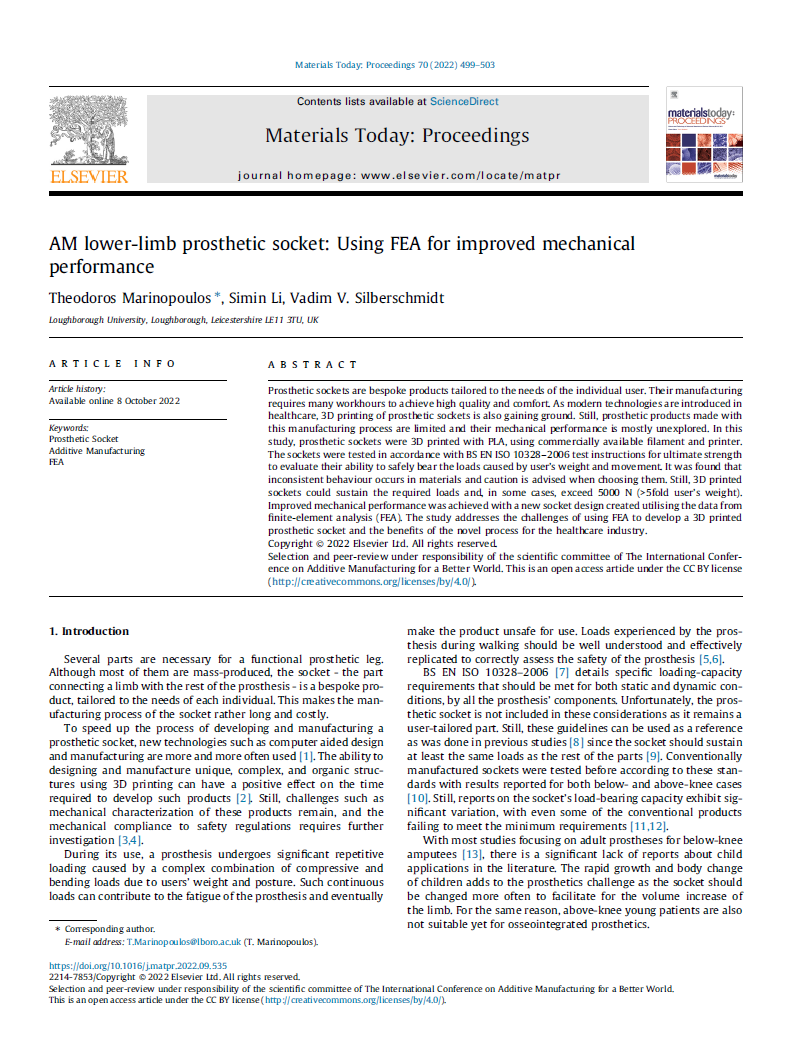 Materials Today: Proceedings 70 (2022) 499–503
Contents lists available at ScienceDirect
Materials Today: Proceedings
journal homepage: www.elsevier.com/locate/matpr
ELSEVIER
materialstoday:
PROCEEDINGS
AM lower-limb prosthetic socket: Using FEA for improved mechanical
performance
Theodoros Marinopoulos *, Simin Li, Vadim V. Silberschmidt
Loughborough University, Loughborough, Leicestershire LE11 3TU, UK
ARTICLE INFO
Article history:
Available online 8 October 2022
Keywords:
Prosthetic Socket
Additive Manufacturing
FEA
ABSTRACT
Prosthetic sockets are bespoke products tailored to the needs of the individual user. Their manufacturing
requires many workhours to achieve high quality and comfort. As modern technologies are introduced in
healthcare, 3D printing of prosthetic sockets is also gaining ground. Still, prosthetic products made with
this manufacturing process are limited and their mechanical performance is mostly unexplored. In this
study, prosthetic sockets were 3D printed with PLA, using commercially available filament and printer.
The sockets were tested in accordance with BS EN ISO 10328–2006 test instructions for ultimate strength
to evaluate their ability to safely bear the loads caused by user's weight and movement. It was found that
inconsistent behaviour occurs in materials and caution is advised when choosing them. Still, 3D printed
sockets could sustain the required loads and, in some cases, exceed 5000 N (>5fold user's weight).
Improved mechanical performance was achieved with a new socket design created utilising the data from
finite-element analysis (FEA). The study addresses the challenges of using FEA to develop a 3D printed
prosthetic socket and the benefits of the novel process for the healthcare industry.
Copyright © 2022 Elsevier Ltd. All rights reserved.
Selection and peer-review under responsibility of the scientific committee of The International Confer-
ence on Additive Manufacturing for a Better World. This is an open access article under the CC BY license
(http://creativecommons.org/licenses/by/4.0/).
1. Introduction
Several parts are necessary for a functional prosthetic leg.
Although most of them are mass-produced, the socket - the part
connecting a limb with the rest of the prosthesis - is a bespoke pro-
duct, tailored to the needs of each individual. This makes the man-
ufacturing process of the socket rather long and costly.
To speed up the process of developing and manufacturing a
prosthetic socket, new technologies such as computer aided design
and manufacturing are more and more often used [1]. The ability to
designing and manufacture unique, complex, and organic struc-
tures using 3D printing can have a positive effect on the time
required to develop such products [2]. Still, challenges such as
mechanical characterization of these products remain, and the
mechanical compliance to safety regulations requires further
investigation [3,4].
During its use, a prosthesis undergoes significant repetitive
loading caused by a complex combination of compressive and
bending loads due to users' weight and posture. Such continuous
loads can contribute to the fatigue of the prosthesis and eventually
make the product unsafe for use. Loads experienced by the pros-
thesis during walking should be well understood and effectively
replicated to correctly assess the safety of the prosthesis [5,6].
BS EN ISO 10328–2006 [7] details specific loading-capacity
requirements that should be met for both static and dynamic con-
ditions, by all the prosthesis' components. Unfortunately, the pros-
thetic socket is not included in these considerations as it remains a
user-tailored part. Still, these guidelines can be used as a reference
as was done in previous studies [8] since the socket should sustain
at least the same loads as the rest of the parts [9]. Conventionally
manufactured sockets were tested before according to these stan-
dards with results reported for both below- and above-knee cases
[10]. Still, reports on the socket's load-bearing capacity exhibit sig-
nificant variation, with even some of the conventional products
failing to meet the minimum requirements [11,12].
With most studies focusing on adult prostheses for below-knee
amputees [13], there is a significant lack of reports about child
applications in the literature. The rapid growth and body change
of children adds to the prosthetics challenge as the socket should
be changed more often to facilitate for the volume increase of
the limb. For the same reason, above-knee young patients are also
not suitable yet for osseointegrated prosthetics.
* Corresponding author.
E-mail address: T.Marinopoulos@lboro.ac.uk (T. Marinopoulos).
https://doi.org/10.1016/j.matpr.2022.09.535
2214-7853/Copyright © 2022 Elsevier Ltd. All rights reserved.
Selection and peer-review under responsibility of the scientific committee of The International Conference on Additive Manufacturing for a Better World.
This is an open access article under the CC BY license (http://creativecommons.org/licenses/by/4.0/).